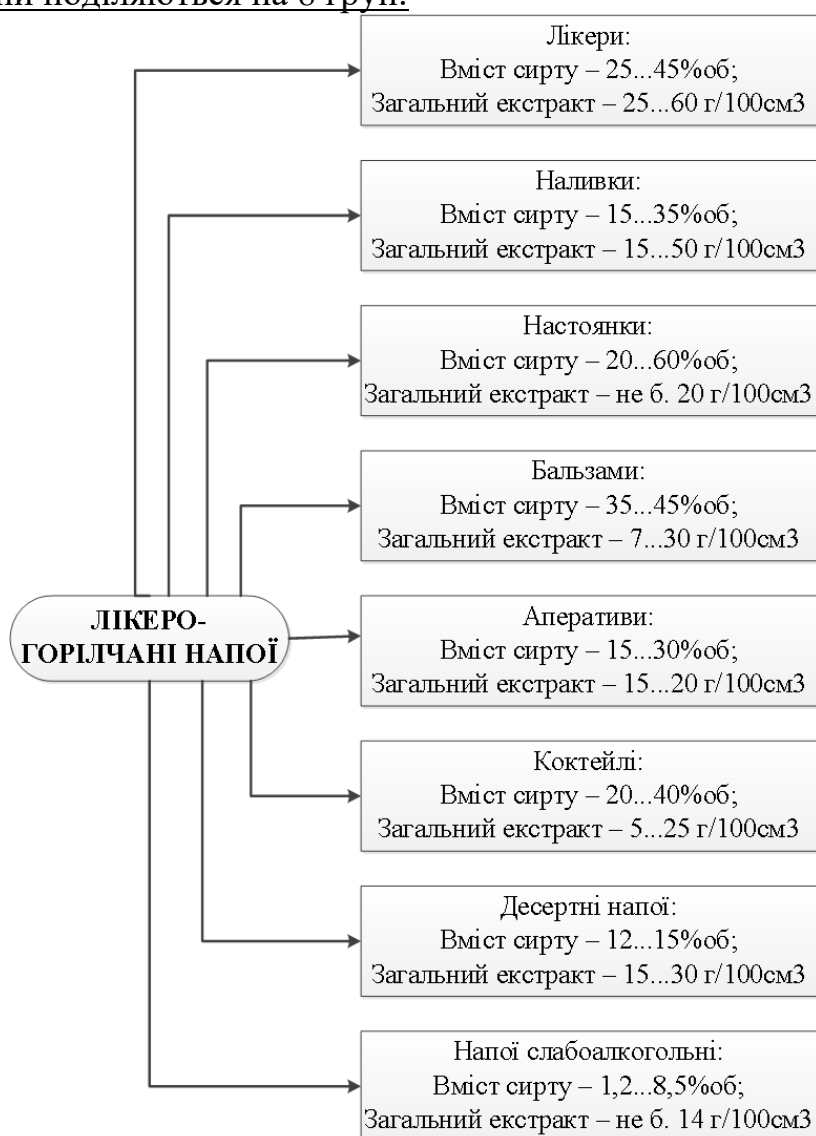 поділяються на 8 груп:
Лікери:
Вміст сирту – 25...45%об;
Загальний екстракт – 25...60 г/100см3
Наливки:
Вміст сирту – 15...35%об;
Загальний екстракт – 15...50 г/100см3
Настоянки:
Вміст сирту – 20...60%об;
Загальний екстракт – не б. 20 г/100см3
Бальзами:
Вміст сирту – 35...45%об;
Загальний екстракт – 7...30 г/100см3
ЛІКЕРО-
ГОРІЛЧАНІ НАПОЇ
Аперативи:
Вміст сирту – 15...30%об;
Загальний екстракт – 15...20 г/100см3
Коктейлі:
Вміст сирту – 20...40%об;
Загальний екстракт – 5...25 г/100см3
Десертні напої:
Вміст сирту – 12...15%об;
Загальний екстракт – 15...30 г/100см3
Напої слабоалкогольні:
Вміст сирту – 1,2...8,5%об;
Загальний екстракт – не б. 14 г/100см3